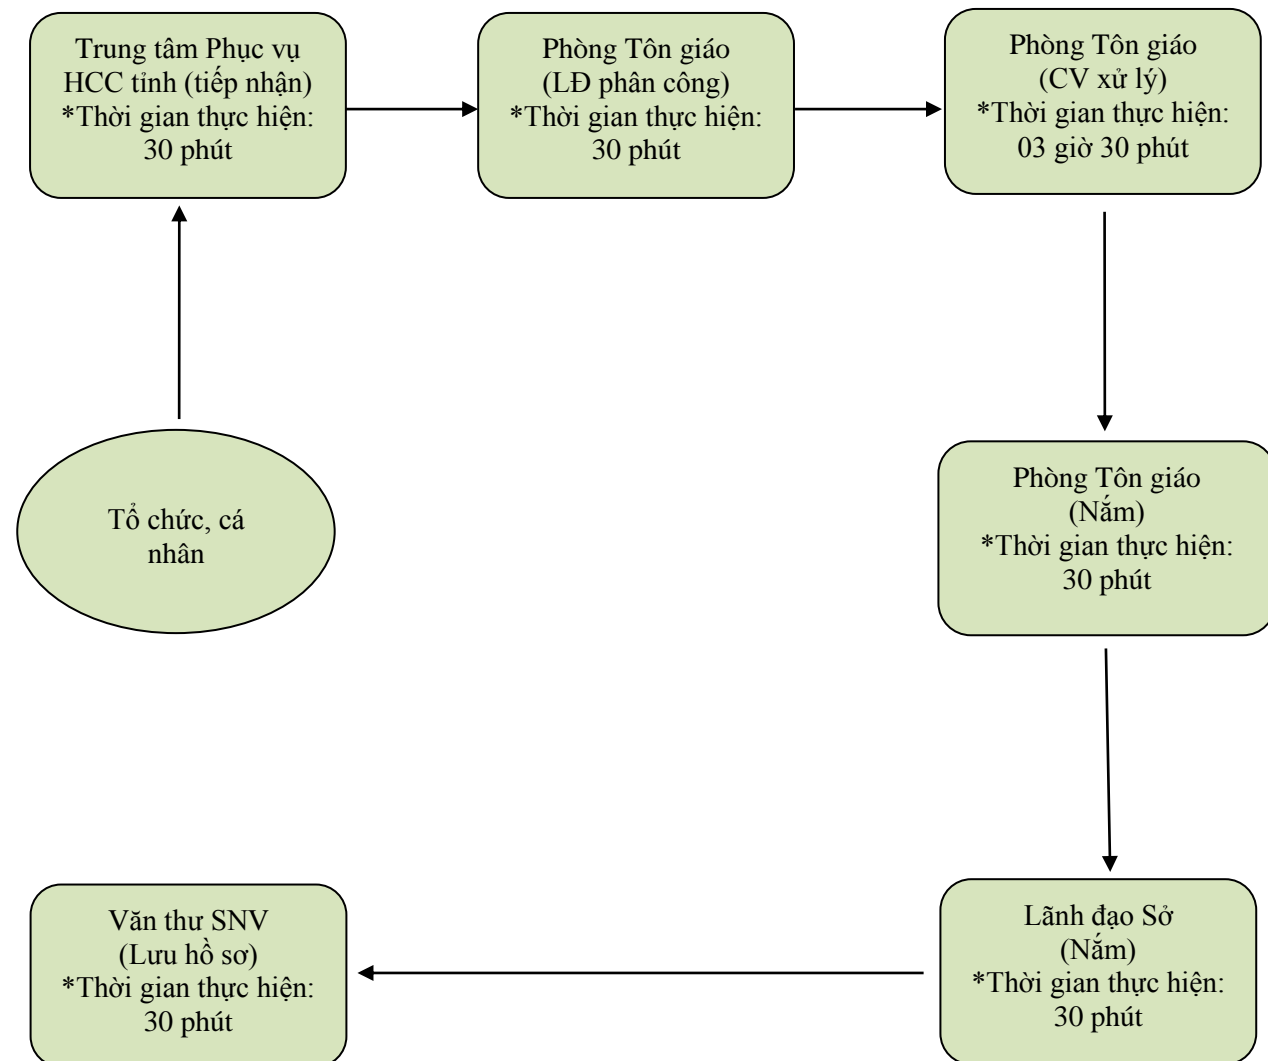 Trung tâm Phục vụ
HCC tỉnh (tiếp nhận)
*Thời gian thực hiện:
30 phút
Phòng Tôn giáo
(LĐ phân công)
*Thời gian thực hiện:
30 phút
Phòng Tôn giáo
(CV xử lý)
*Thời gian thực hiện:
03 giờ 30 phút
Tổ chức, cá
nhân
Phòng Tôn giáo
(Nắm)
*Thời gian thực hiện:
30 phút
Văn thư SNV
(Lưu hồ sơ)
*Thời gian thực hiện:
30 phút
Lãnh đạo Sở
(Nắm)
*Thời gian thực hiện:
30 phút